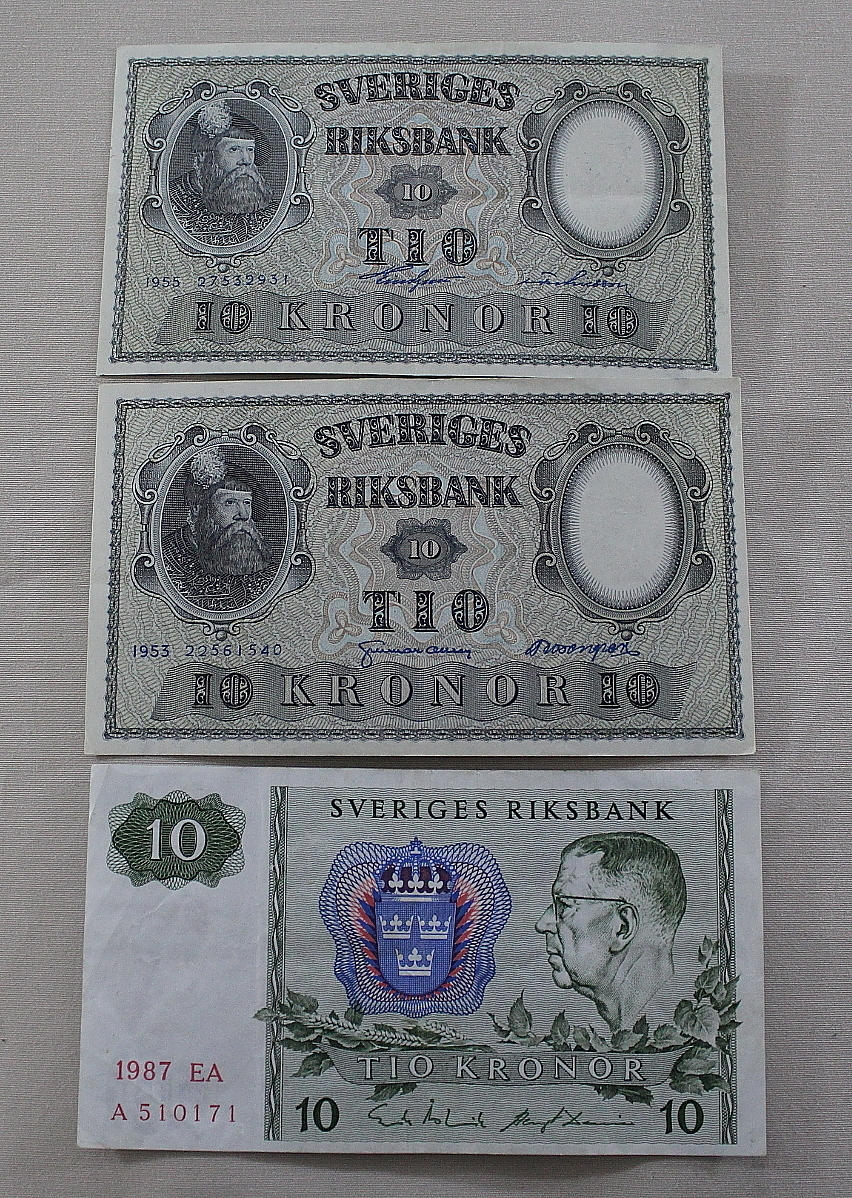 SVERIGES
RIKSBANK
10
TIO
1955 27532931
10 KRONOR 10
SVERIGES
RIKSBANK
10
TIO
1953 22561540
10 KRONOR 10
10
SVERIGES RIKSBANK
1987 EA
A 510171
TIO KRONOR
10 10